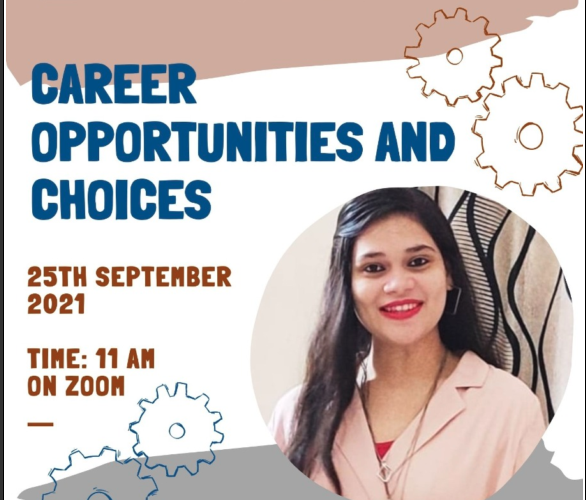 CAREER
OPPORTUNITIES AND
CHOICES
25TH SEPTEMBER
2021
TIME: 11 AM
ON ZOOM